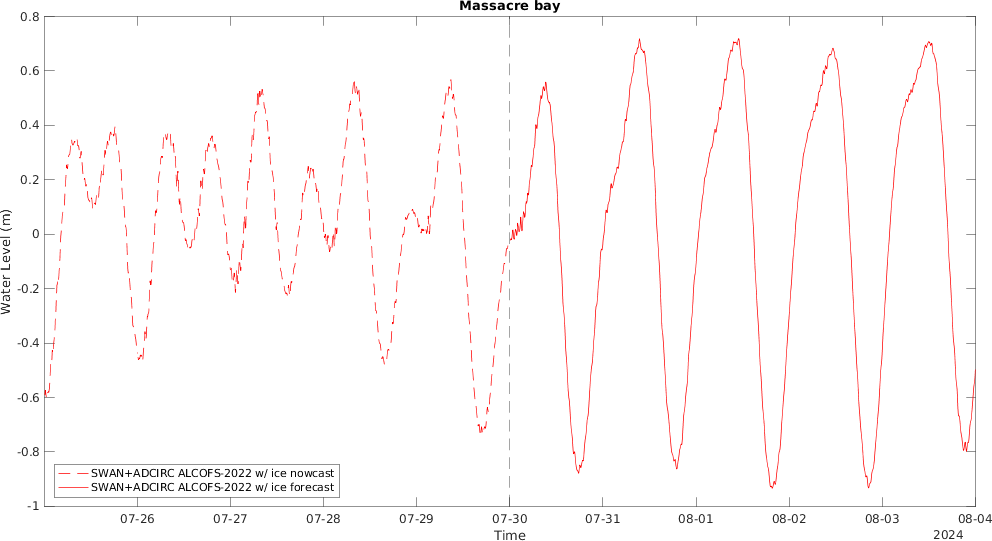 Massacre bay
0.8
0.6
0.4
0.2
0
-0.2
-0.4
-0.6
-0.8
-1
Water Level (m)
SWAN+ADCIRC ALCOFS-2022 w/ ice nowcast
SWAN+ADCIRC ALCOFS-2022 w/ ice forecast
07-26 07-27 07-28 07-29 07-30 07-31 08-01 08-02 08-03 08-04
Time
2024